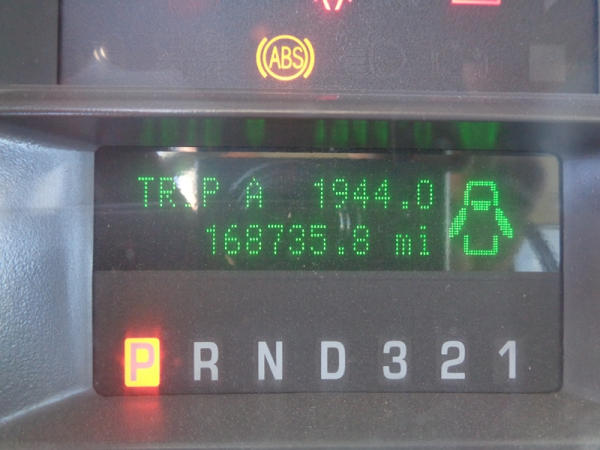 ABS
TRIP A 1944.0
168735.8 mi
P R N D 3 2 1